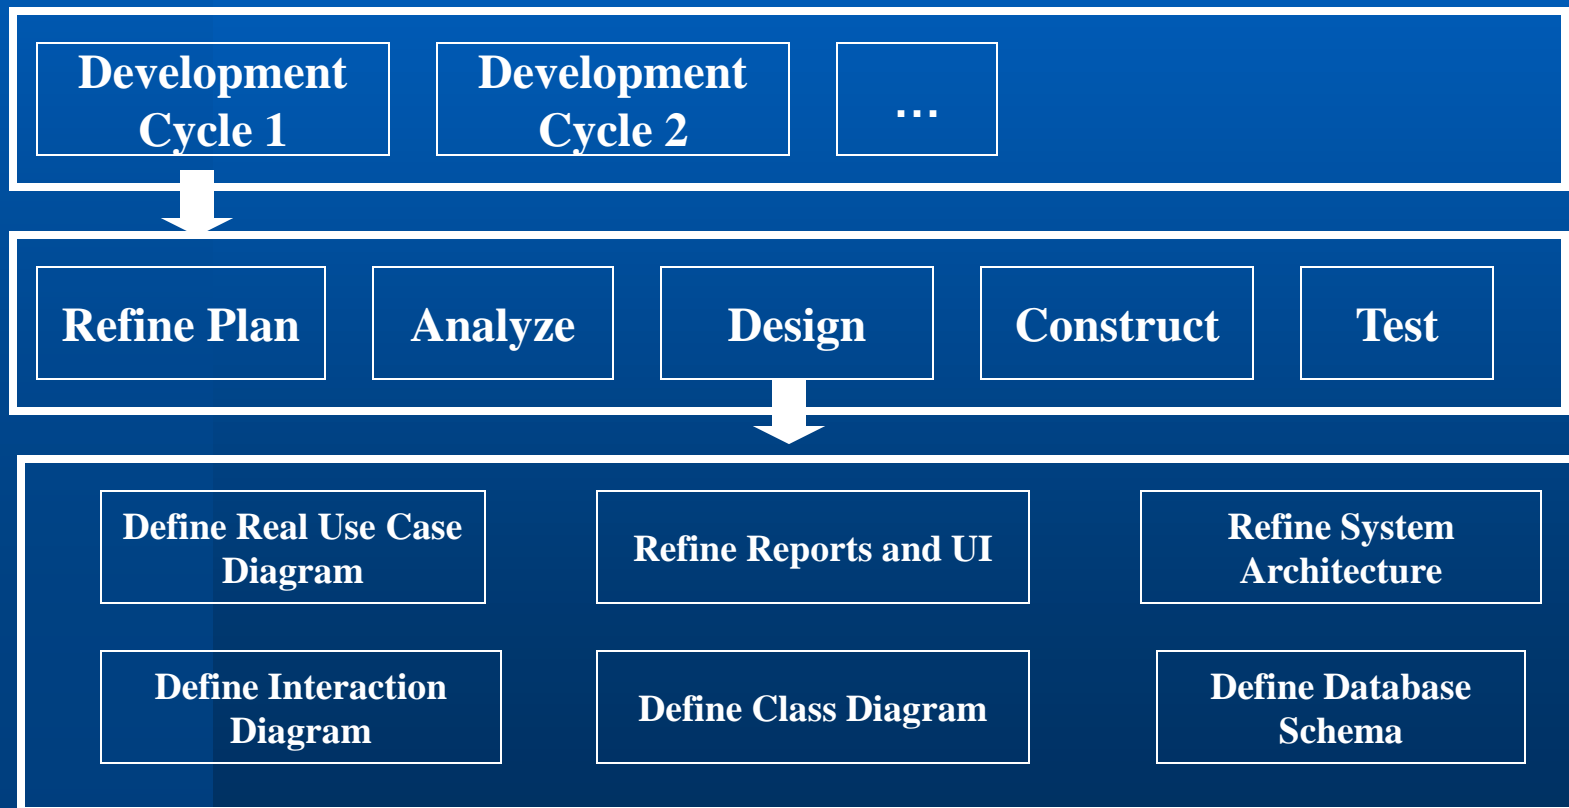 Development
Cycle 1
Development
Cycle 2
...
Refine Plan
Analyze
Design
Construct
Test
Define Real Use Case
Diagram
Refine Reports and UI
Refine System
Architecture
Define Interaction
Diagram
Define Class Diagram
Define Database
Schema